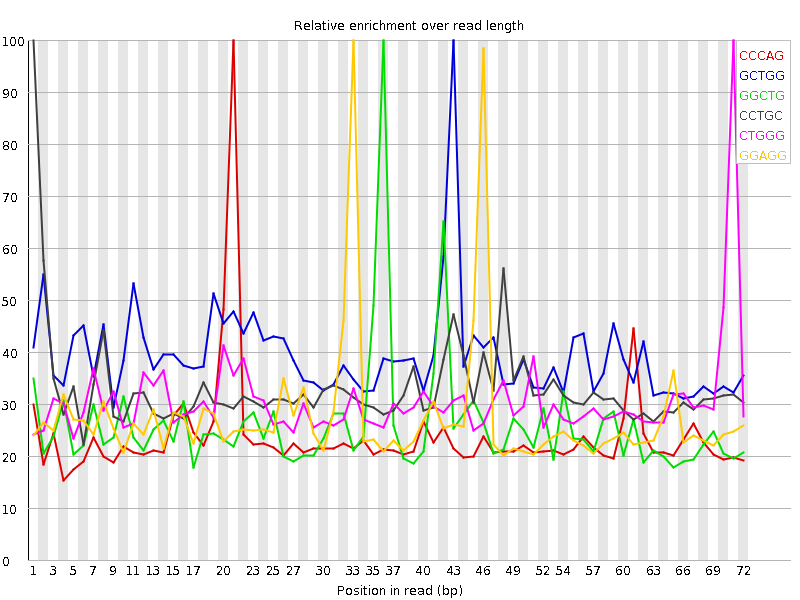 Relative enrichment over read length
100
90
80
70
60
50
40
30
20
10
0
CCCAG
GCTGG
GGCTG
CCTGC
CTGGG
GGAGG
1 3 5 7 9 11 13 15 17 20 23 25 27 30 33 35 37 40 43 46 49 52 54 57 60 63 66 69 72
Position in read (bp)